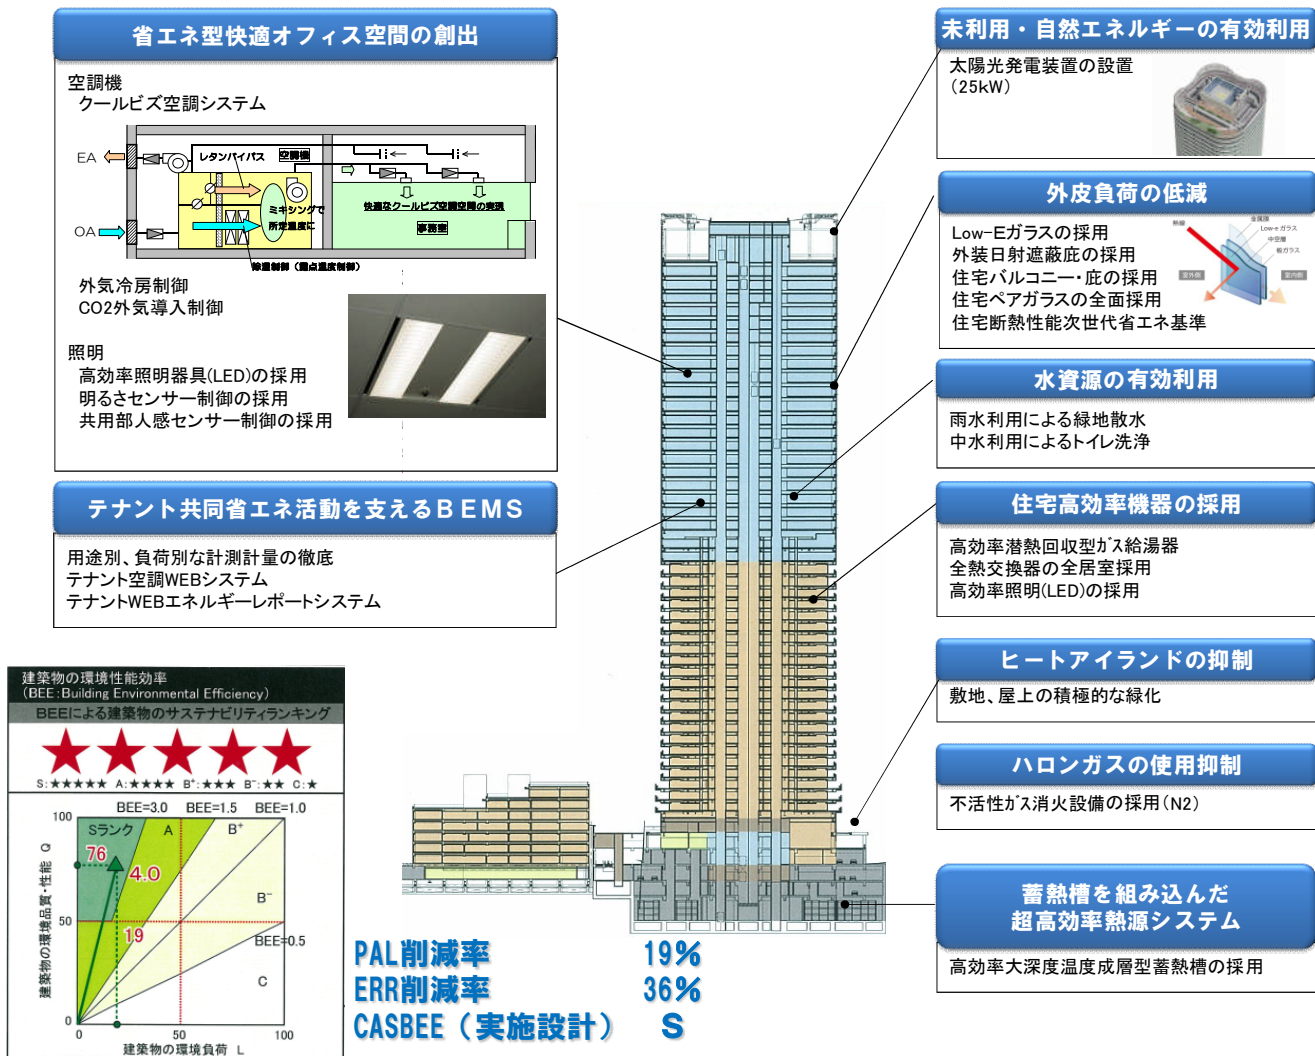 省エネ型快適オフィス空間の創出
空調機
クールビズ空調システム
EA
レタンバイパス
空調機
OA
ミキシングで
所定温度に
快適なクールビズ空調空間の実現
事務室
除湿制御（露点温度制御）
外気冷房制御
CO2外気導入制御
照明
高効率照明器具(LED)の採用
明るさセンサー制御の採用
共用部人感センサー制御の採用
テナント共同省エネ活動を支えるＢＥＭＳ
用途別、負荷別な計測計量の徹底
テナント空調WEBシステム
テナントWEBエネルギーレポートシステム
建築物の環境性能効率
(BEE:Building Environmental Efficiency)
BEEによる建築物のサステナビリティランキング
★★★★★
S:★★★★★ A:★★★★ B⁺:★★★ B⁻:★★ C:★
BEE=3.0 BEE=1.5 BEE=1.0
100
Sランク
A
B⁺
76
4.0
B⁻
50
19
BEE=0.5
C
0
0
50
100
建築物の環境品質・性能 Q
建築物の環境負荷 L
PAL削減率 19%
ERR削減率 36%
CASBEE（実施設計） S
未利用・自然エネルギーの有効利用
太陽光発電装置の設置
(25kW)
外皮負荷の低減
Low-Eガラスの採用
外装日射遮蔽庇の採用
住宅バルコニー・庇の採用
住宅ペアガラスの全面採用
住宅断熱性能次世代省エネ基準
熱線
金属膜
Low-e ガラス
中空層
板ガラス
室外側
室内側
水資源の有効利用
雨水利用による緑地散水
中水利用によるトイレ洗浄
住宅高効率機器の採用
高効率潜熱回収型ガス給湯器
全熱交換器の全居室採用
高効率照明(LED)の採用
ヒートアイランドの抑制
敷地、屋上の積極的な緑化
ハロンガスの使用抑制
不活性ガス消火設備の採用(N2)
蓄熱槽を組み込んだ
超高効率熱源システム
高効率大深度温度成層型蓄熱槽の採用